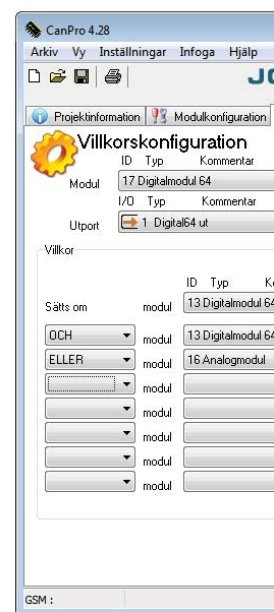 CanPro 4.28
Arkiv Vy Inställningar Infoga Hjälp
JO
Projektinformation Modulkonfiguration
Villkorskonfiguration
ID Typ Kommentar
Modul 17 Digitalmodul 64
I/O Typ Kommentar
Utport 1 Digital64 ut
Villkor
ID Typ
Sätts om modul 13 Digitalmodul 64
OCH modul 13 Digitalmodul 64
ELLER modul 16 Analogmodul
modul
modul
modul
modul
modul
GSM :